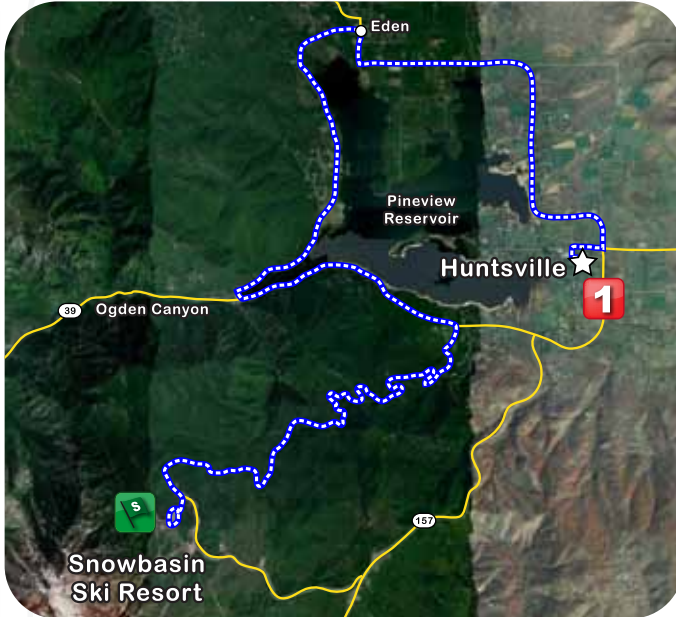 Eden
Pineview
Reservoir
Huntsville
1
39
Ogden Canyon
S
157
Snowbasin
Ski Resort